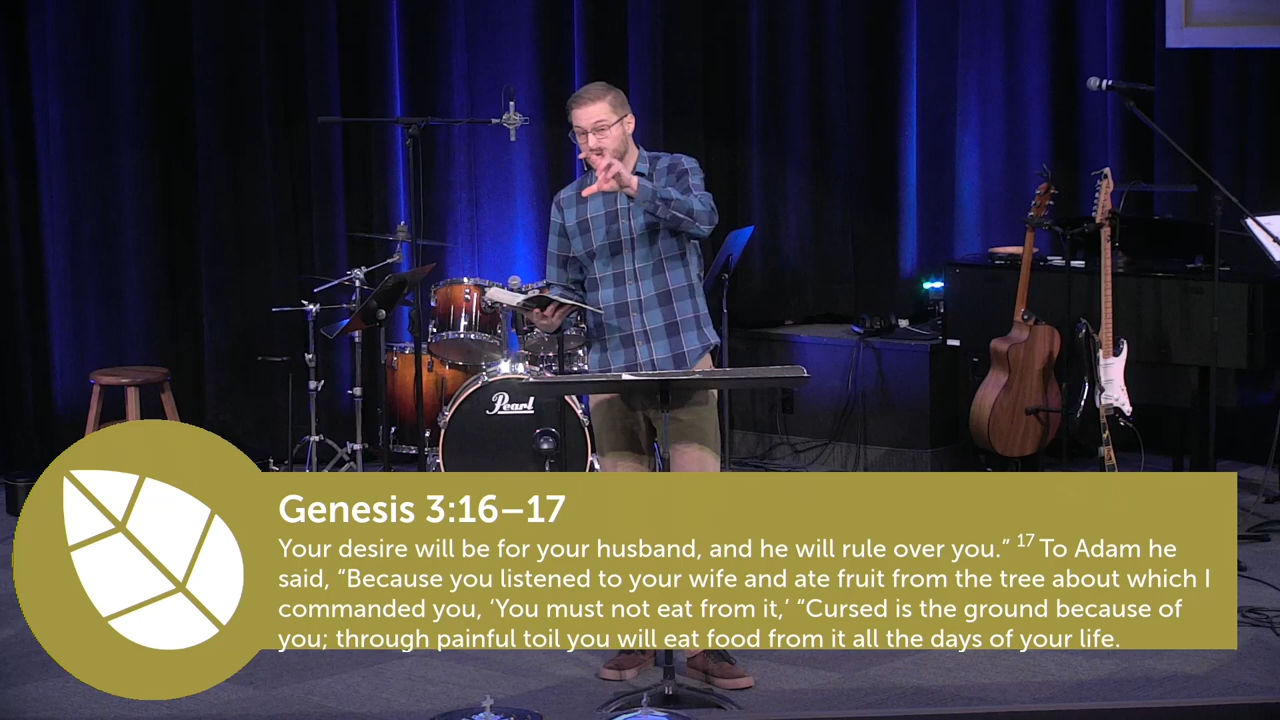 Pearl
Genesis 3:16–17
Your desire will be for your husband, and he will rule over you.” 17 To Adam he
said, “Because you listened to your wife and ate fruit from the tree about which I
commanded you, ‘You must not eat from it,’ “Cursed is the ground because of
you; through painful toil you will eat food from it all the days of your life.